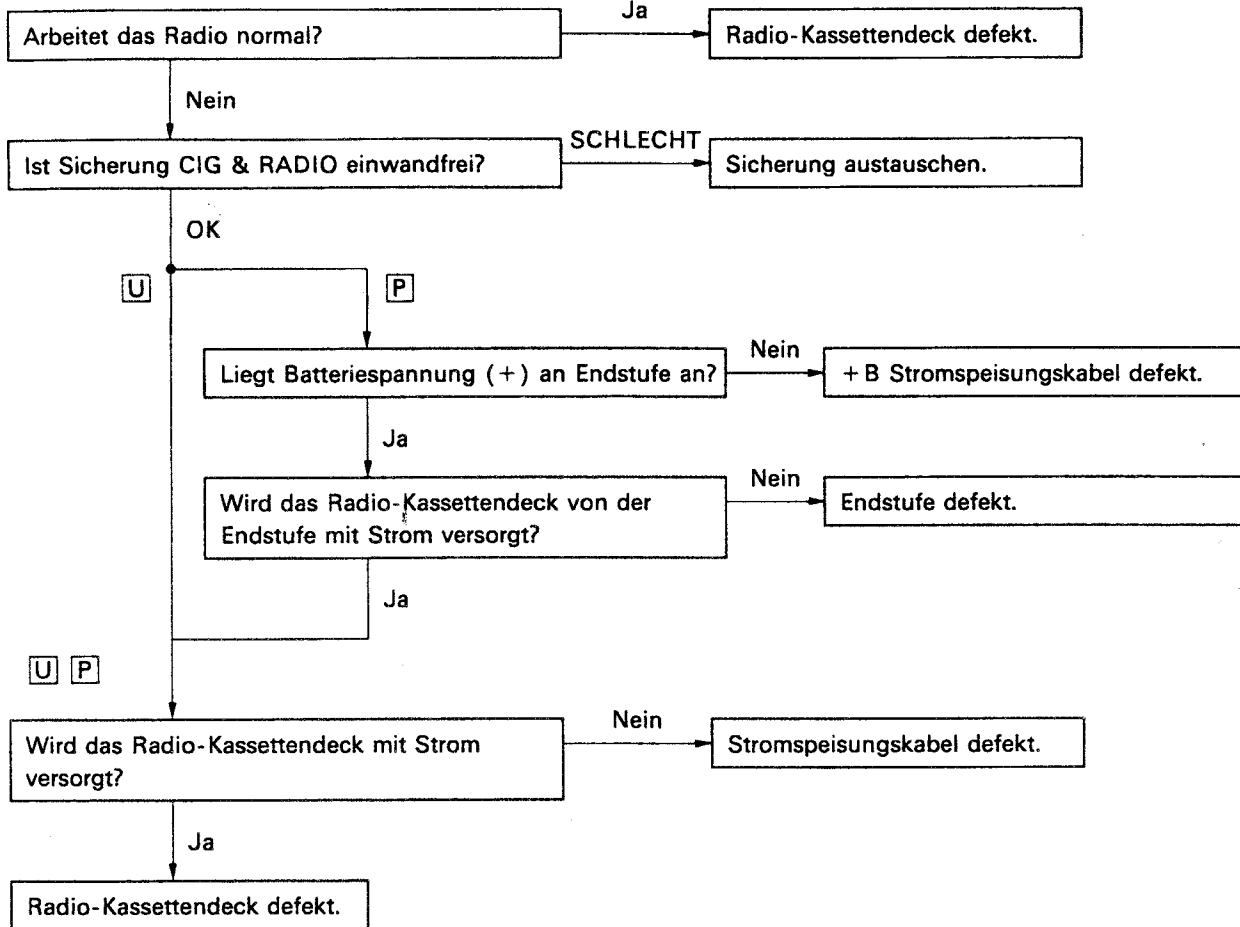 Ja
Arbeitet das Radio normal?
Radio-Kassettendeck defekt.
Nein
SCHLECHT
Ist Sicherung CIG & RADIO einwandfrei?
Sicherung austauschen.
OK
U
P
Nein
Liegt Batteriespannung (+) an Endstufe an?
+B Stromspeisungskabel defekt.
Ja
Nein
Wird das Radio-Kassettendeck von der
Endstufe mit Strom versorgt?
Endstufe defekt.
Ja
U P
Nein
Wird das Radio-Kassettendeck mit Strom
versorgt?
Stromspeisungskabel defekt.
Ja
Radio-Kassettendeck defekt.